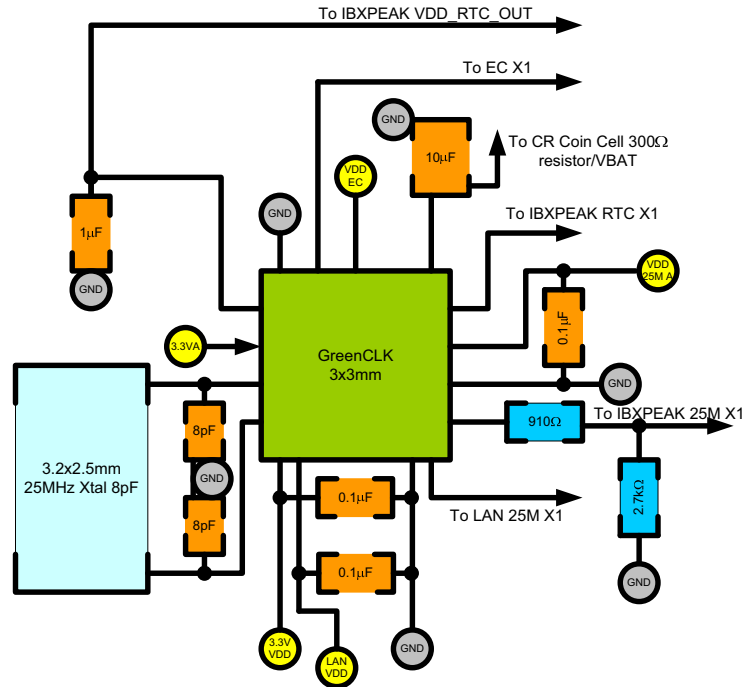 To IBXPEAK VDD_RTC_OUT
To EC X1
GND
10µF
To CR Coin Cell 300Ω
resistor/VBAT
VDD
EC
1µF
GND
GND
To IBXPEAK RTC X1
VDD
25M A
3.3VA
GreenCLK
3x3mm
0.1µF
GND
8pF
910Ω
To IBXPEAK 25M X1
3.2x2.5mm
25MHz Xtal 8pF
GND
8pF
0.1µF
To LAN 25M X1
2.7kΩ
0.1µF
GND
3.3V
VDD
LAN
VDD
GND